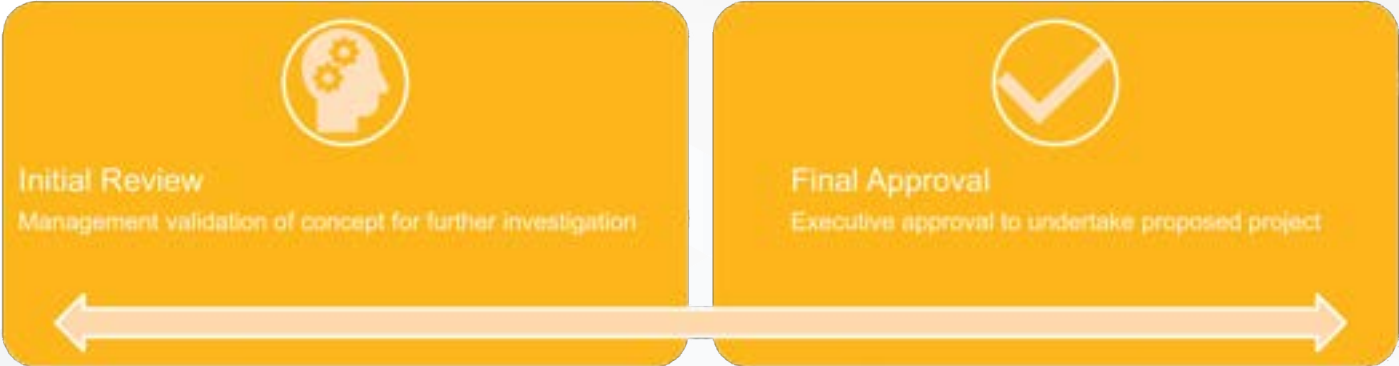 Initial Review
Management validation of concept for further investigation
Final Approval
Executive approval to undertake proposed project